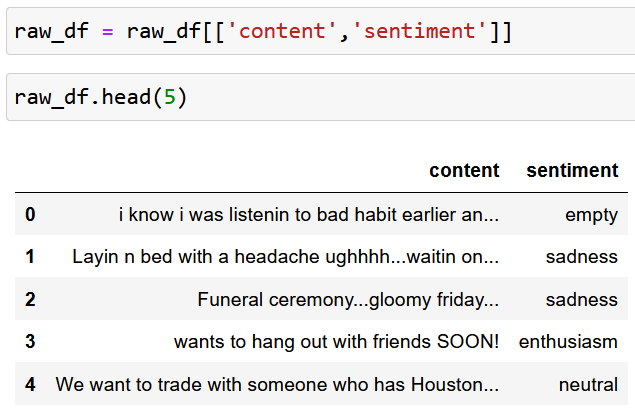 raw_df = raw_df[['content','sentiment']]
raw_df.head(5)
content sentiment
0 i know i was listenin to bad habit earlier an... empty
1 Layin n bed with a headache ughhhh...waitin on... sadness
2 Funeral ceremony...gloomy friday... sadness
3 wants to hang out with friends SOON! enthusiasm
4 We want to trade with someone who has Houston... neutral